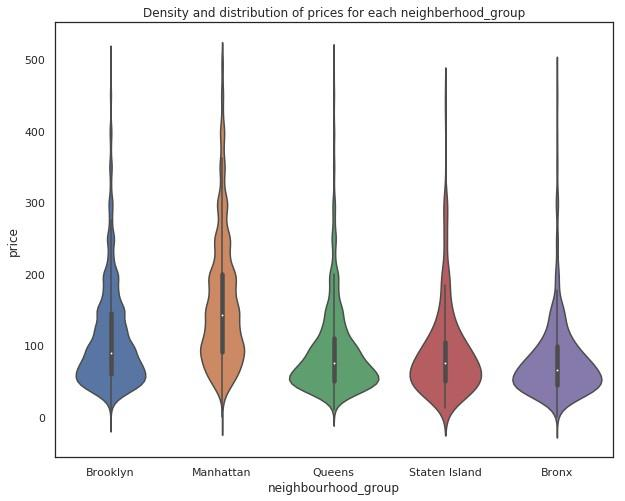 Density and distribution of prices for each neighberhood_group
500
400
300
200
100
0
price
Brooklyn Manhattan Queens Staten Island Bronx
neighbourhood_group